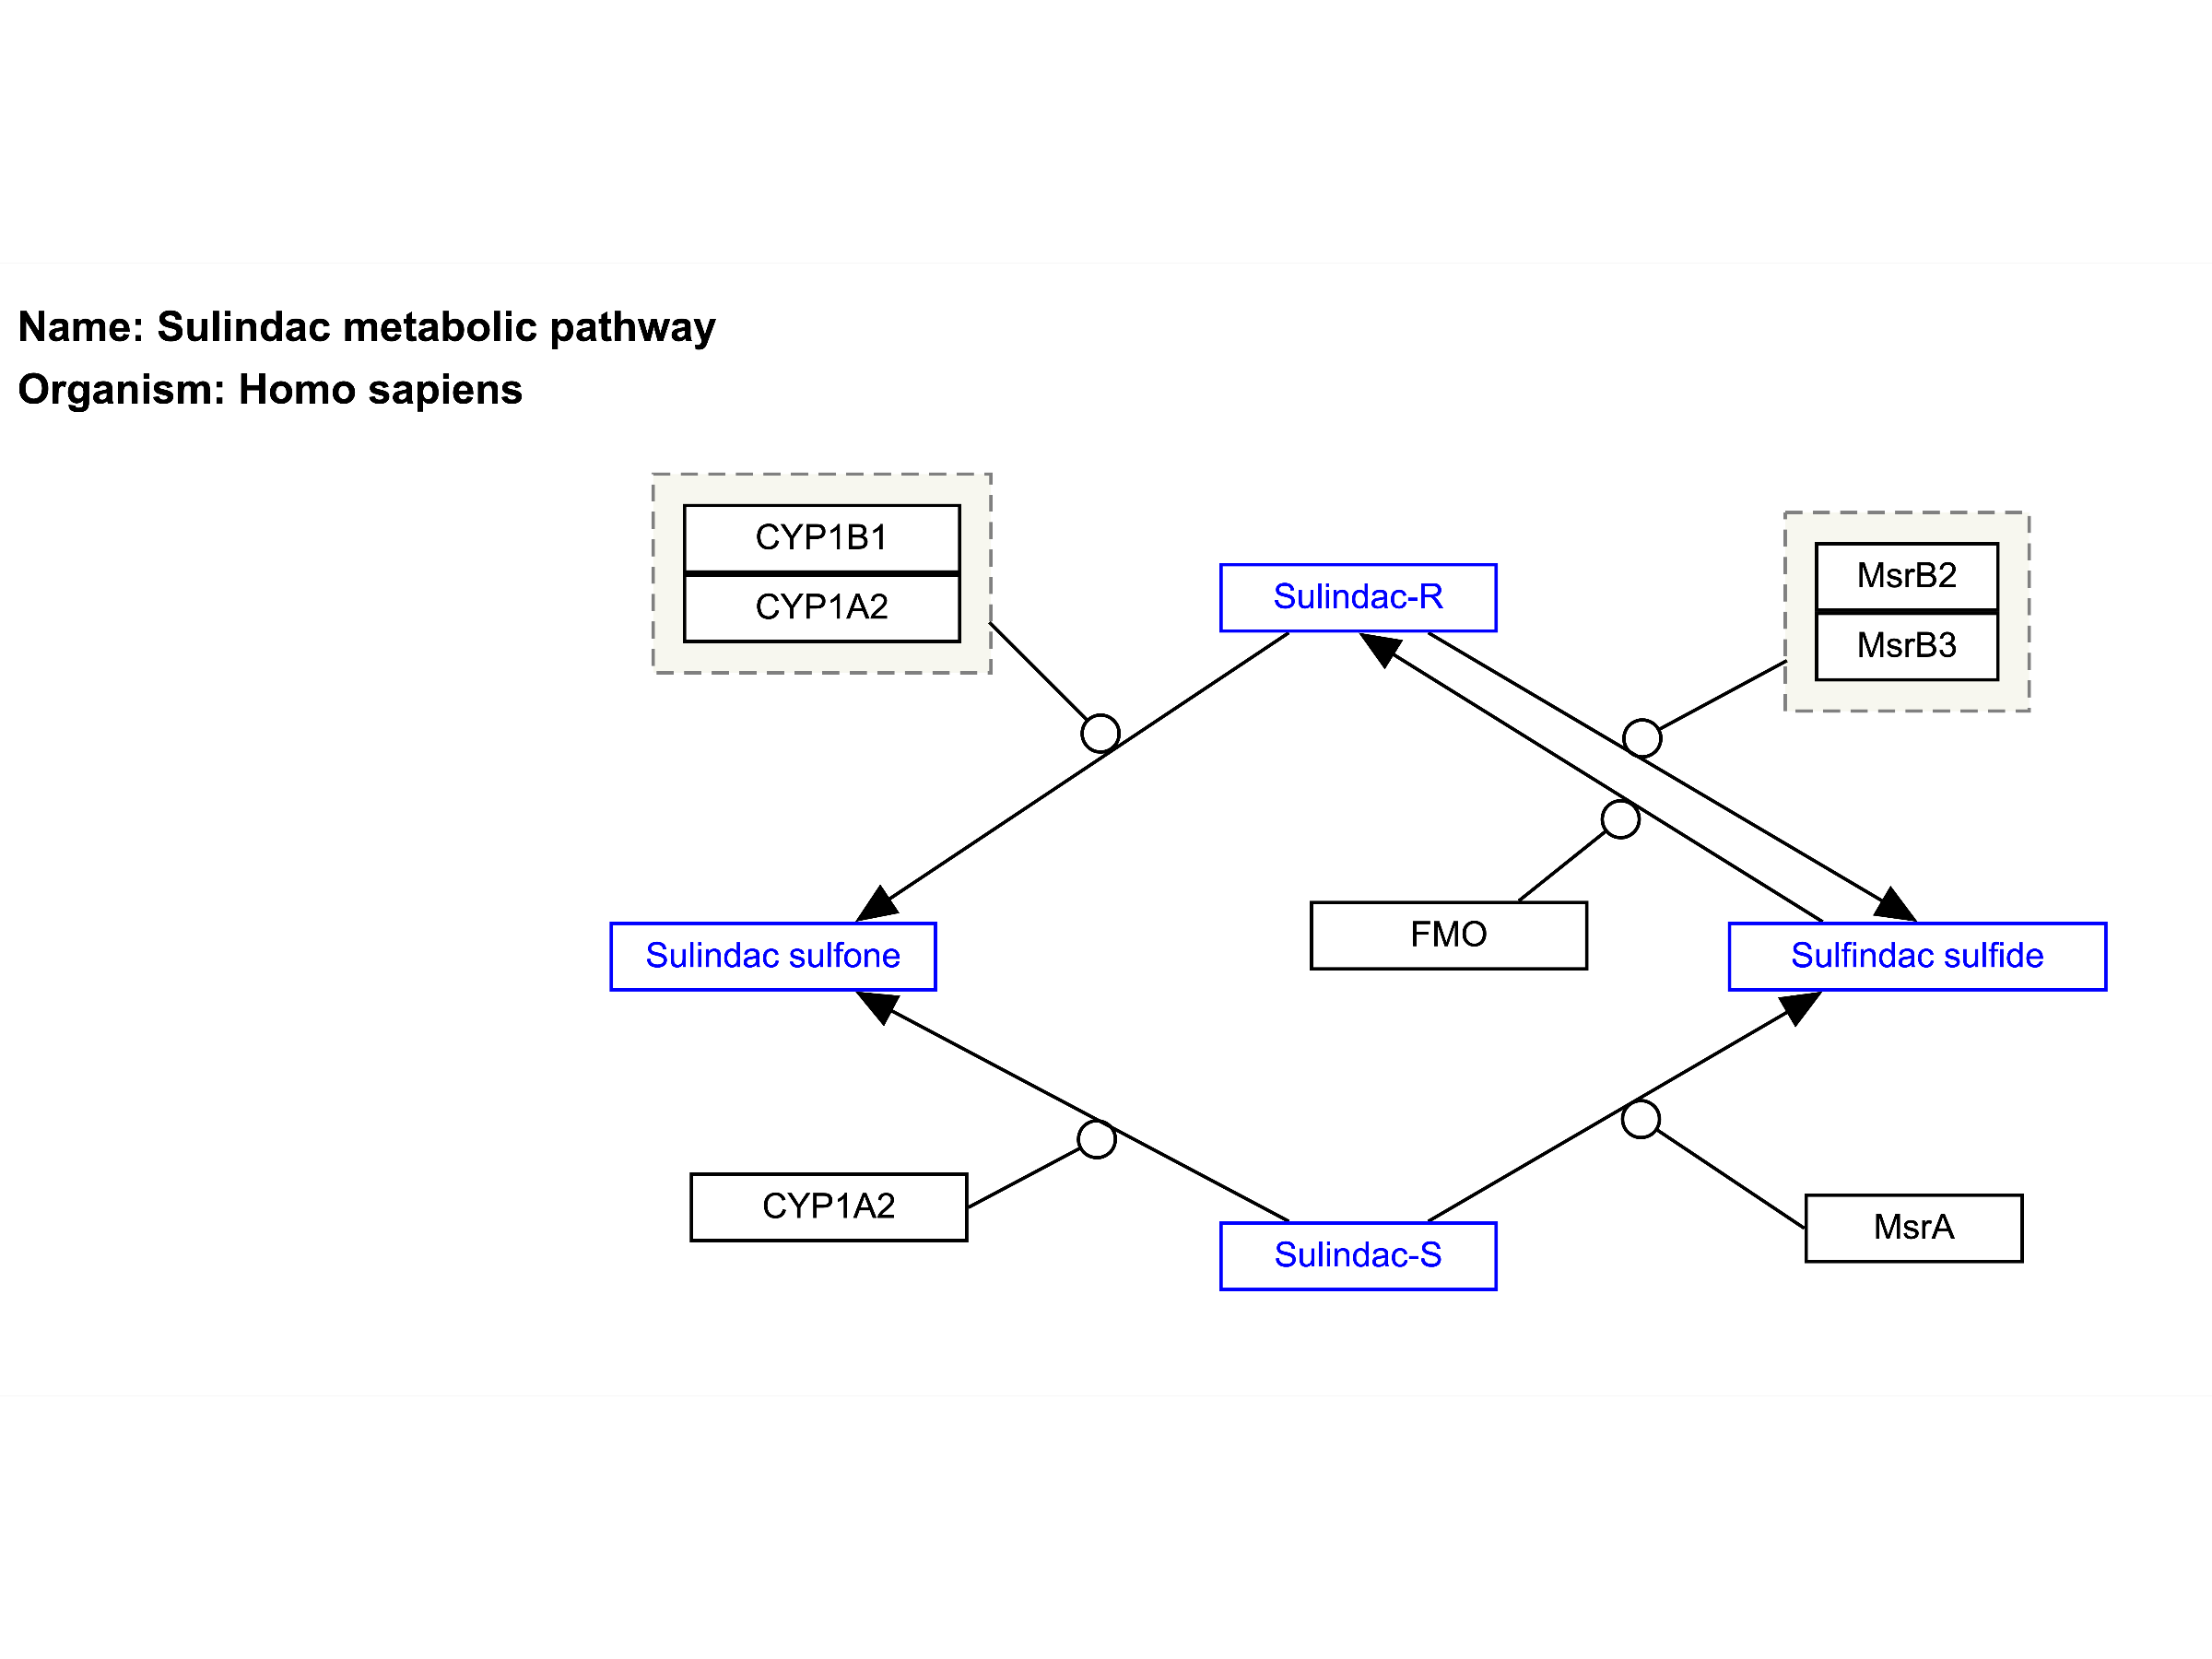 Name: Sulindac metabolic pathway
Organism: Homo sapiens
CYP1B1
CYP1A2
Sulindac-R
MsrB2
MsrB3
FMO
Sulindac sulfone
Sulfindac sulfide
CYP1A2
Sulindac-S
MsrA